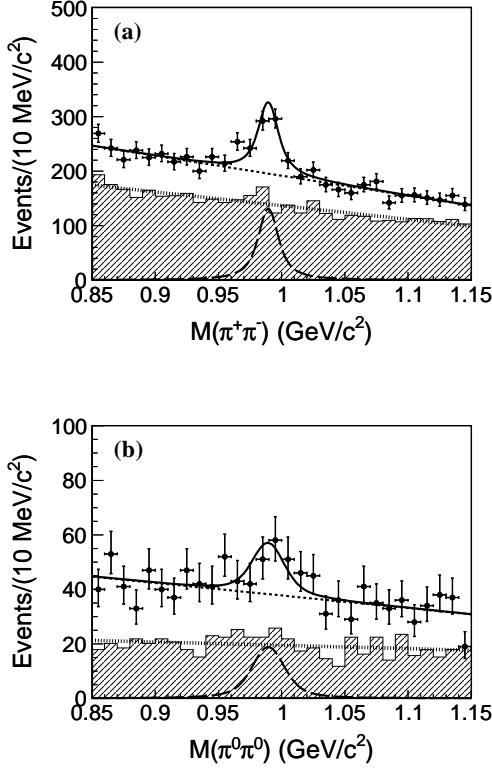 Events/(10 MeV/c²)
500
400
300
200
100
0
(a)
0.85 0.9 0.95 1 1.05 1.1 1.15
M(π⁺π⁻) (GeV/c²)
Events/(10 MeV/c²)
100
80
60
40
20
0
(b)
0.85 0.9 0.95 1 1.05 1.1 1.15
M(π⁰π⁰) (GeV/c²)